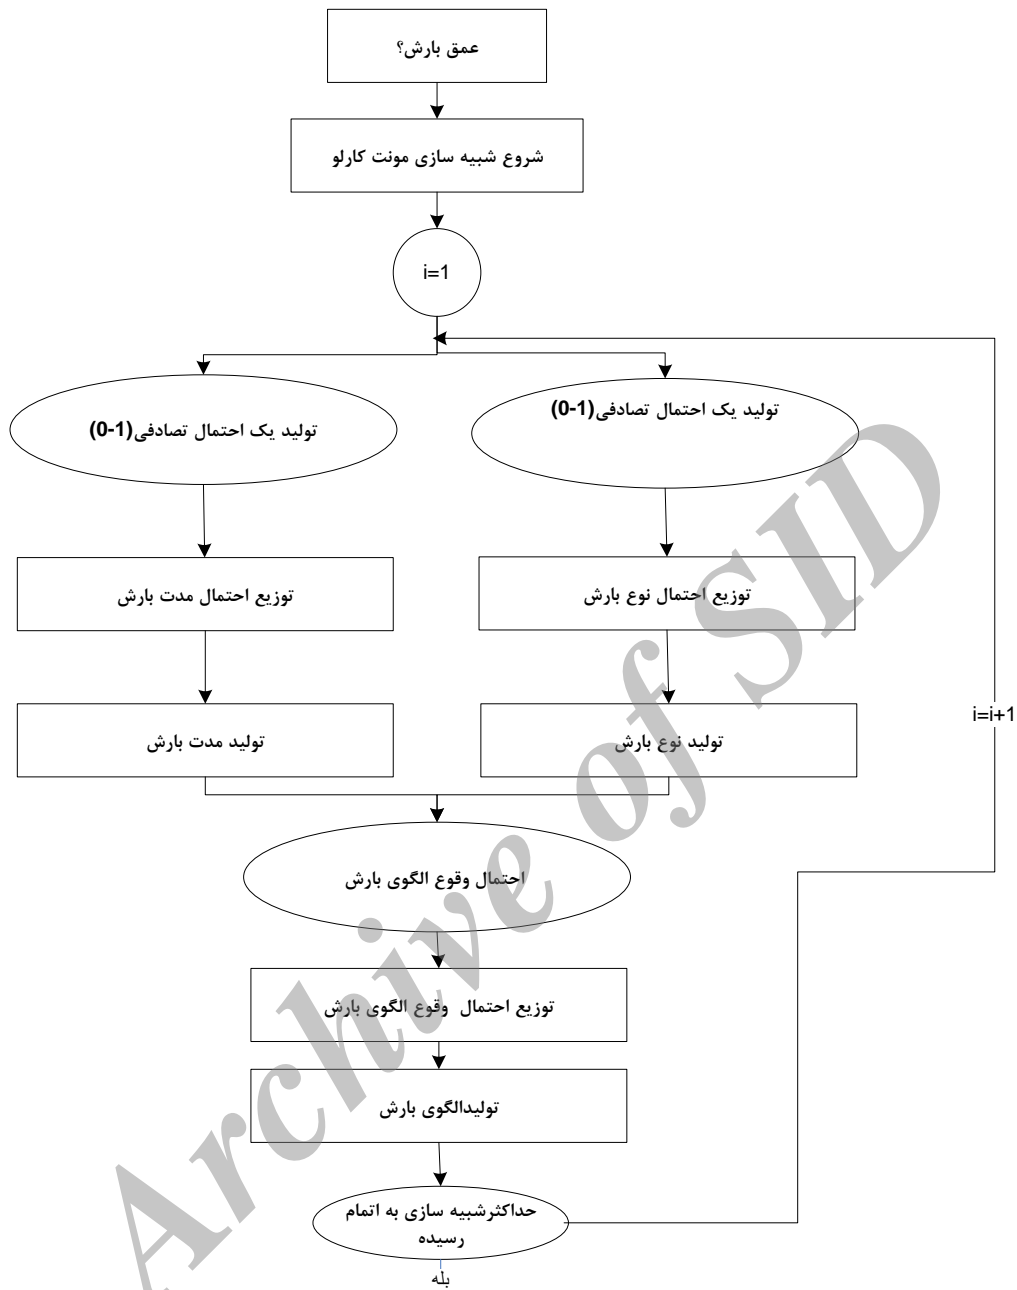 عمق بارش؟
شروع شبیه سازی مونت کارلو
i=1
تولید یک احتمال تصادفی(0-1)
تولید یک احتمال تصادفی(0-1)
توزیع احتمال نوع بارش
توزیع احتمال مدت بارش
تولید نوع بارش
تولید مدت بارش
i=i+1
احتمال وقوع الگوی بارش
توزیع احتمال وقوع الگوی بارش
تولیدالگوی بارش
حداکثرشبیه سازی به اتمام
رسیده
بله
Archive of SID